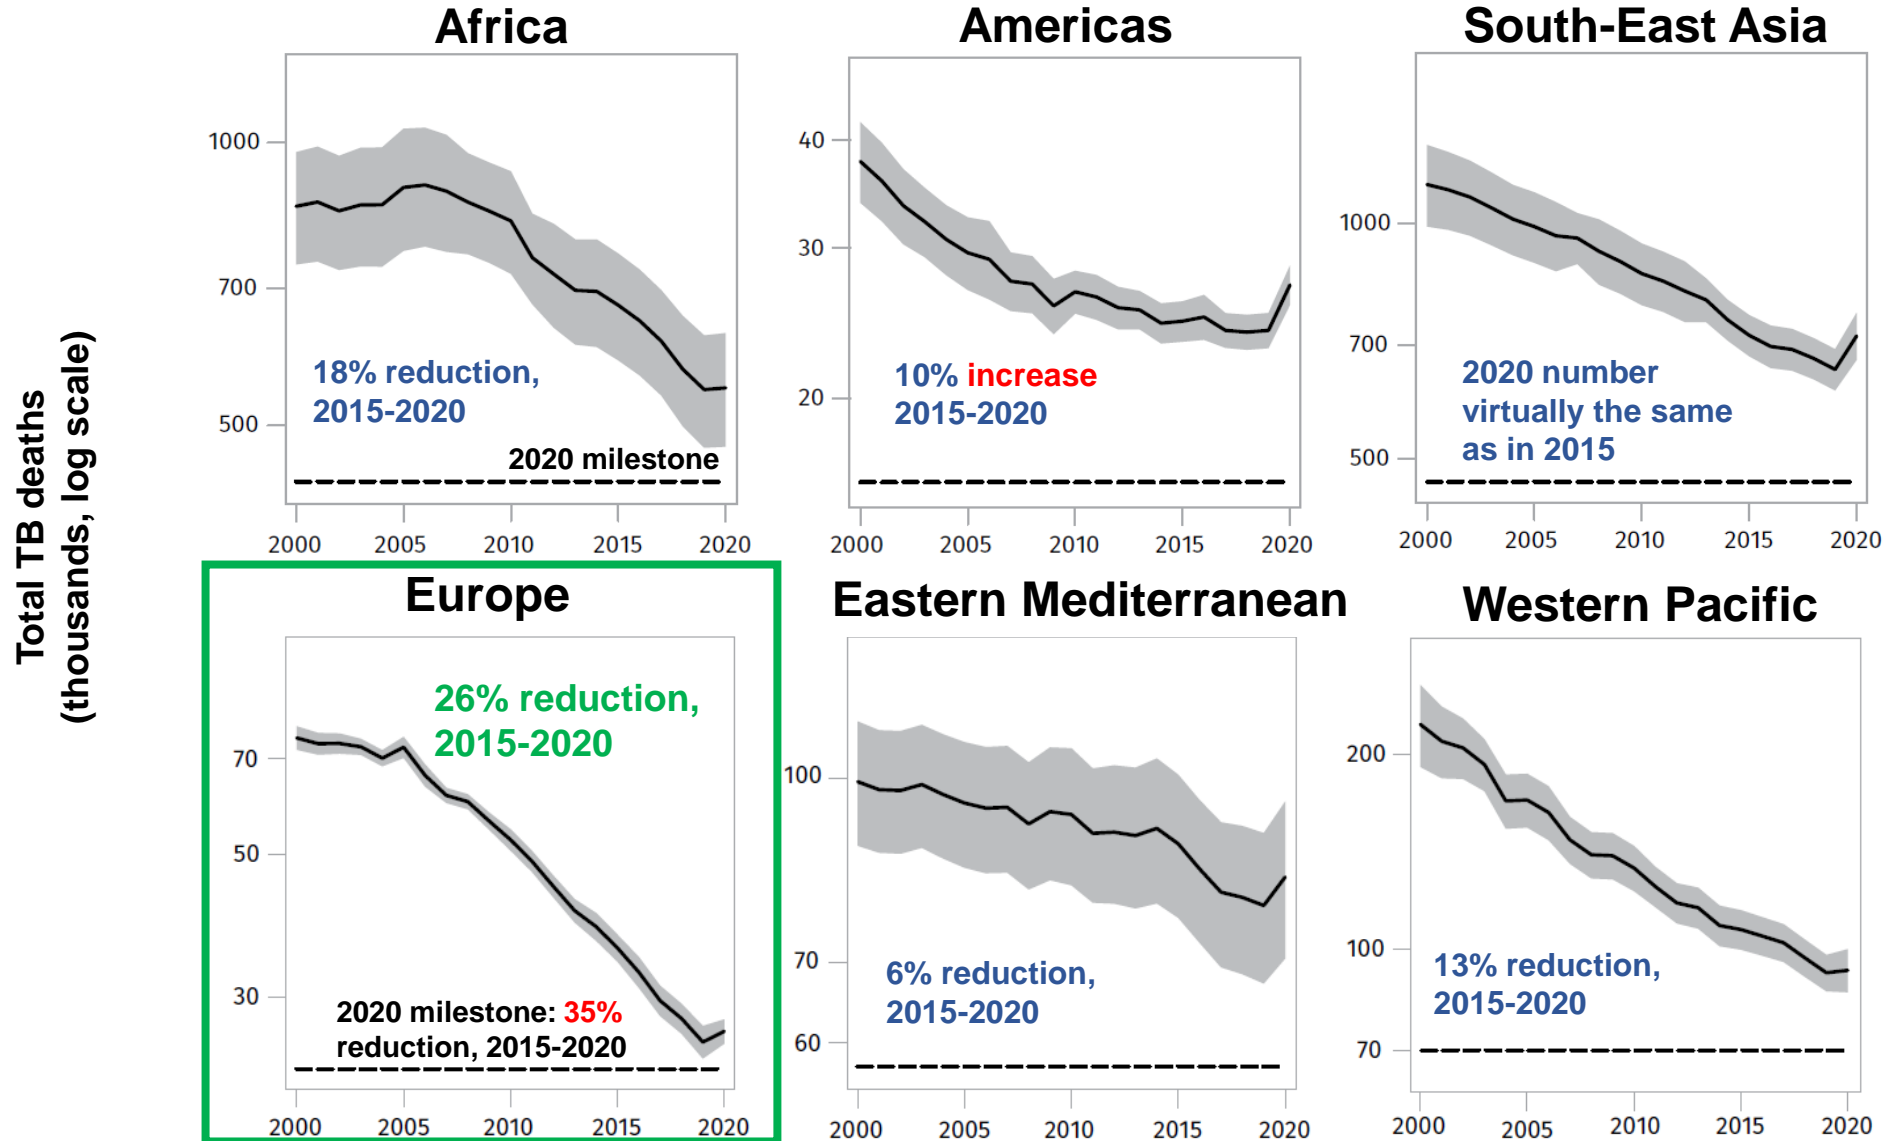 Total TB deaths
(thousands, log scale)
Africa
1000
700
500
18% reduction,
2015-2020
2020 milestone
2000 2005 2010 2015 2020
Americas
40
30
20
10% increase
2015-2020
2000 2005 2010 2015 2020
South-East Asia
1000
700
500
2020 number
virtually the same
as in 2015
2000 2005 2010 2015 2020
Europe
70
50
30
26% reduction,
2015-2020
2020 milestone: 35%
reduction, 2015-2020
2000 2005 2010 2015 2020
Eastern Mediterranean
100
70
60
6% reduction,
2015-2020
2000 2005 2010 2015 2020
Western Pacific
200
100
70
13% reduction,
2015-2020
2000 2005 2010 2015 2020